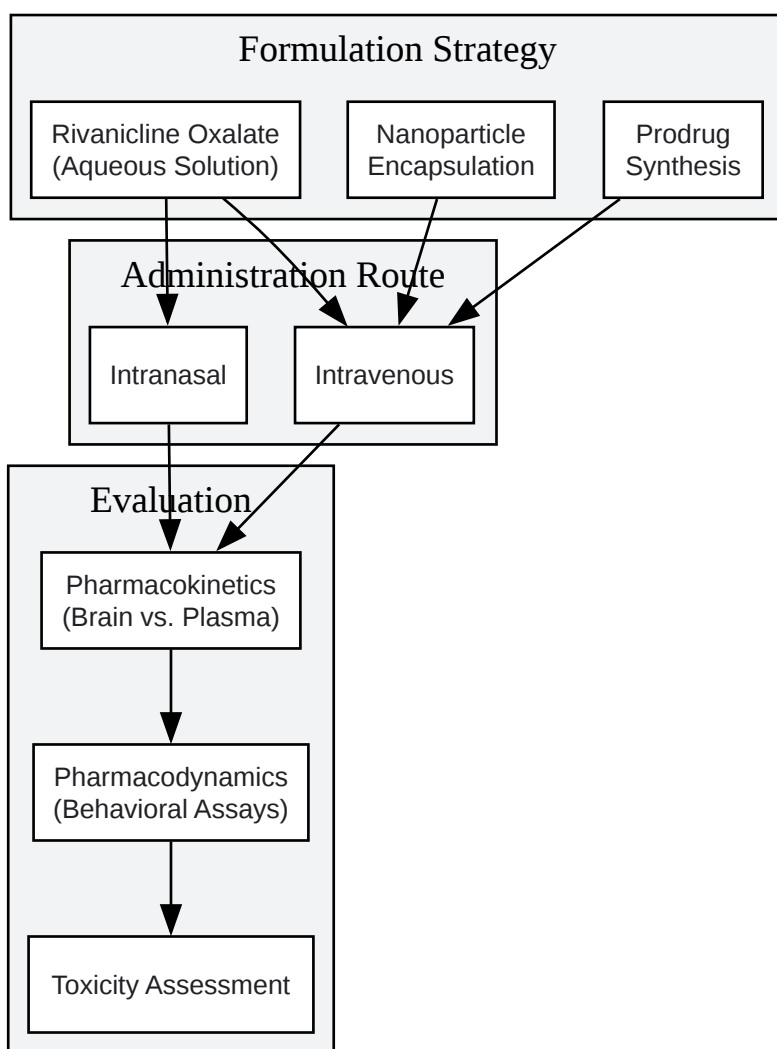 Formulation Strategy
Rivanicline Oxalate
(Aqueous Solution)
Nanoparticle
Encapsulation
Prodrug
Synthesis
Administration Route
Intranasal
Intravenous
Evaluation
Pharmacokinetics
(Brain vs. Plasma)
Pharmacodynamics
(Behavioral Assays)
Toxicity Assessment